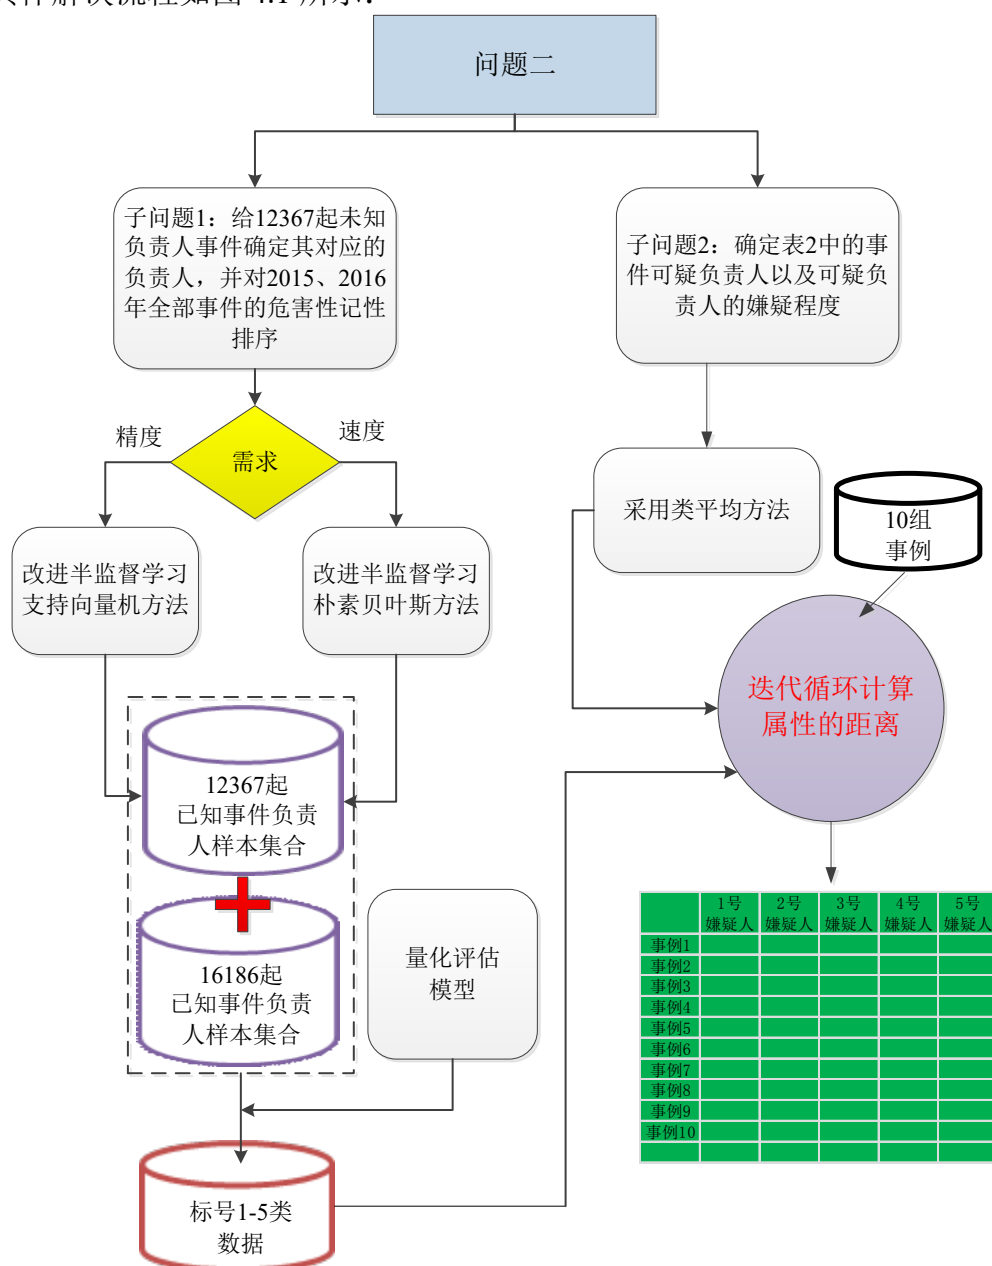 具体解决流程如图 4.1 所示：
问题二
子问题1：给12367起未知
负责人事件确定其对应的
负责人，并对2015、2016
年全部事件的危害性记性
排序
子问题2：确定表2中的事
件可疑负责人以及可疑负
责人的嫌疑程度
精度
速度
需求
采用类平均方法
10组
事例
改进半监督学习
支持向量机方法
改进半监督学习
朴素贝叶斯方法
迭代循环计算
属性的距离
12367起
已知事件负责
人样本集合
16186起
已知事件负责
人样本集合
量化评估
模型
标号1-5类
数据
1号 2号 3号 4号 5号
嫌疑人 嫌疑人 嫌疑人 嫌疑人 嫌疑人
事例1
事例2
事例3
事例4
事例5
事例6
事例7
事例8
事例9
事例10